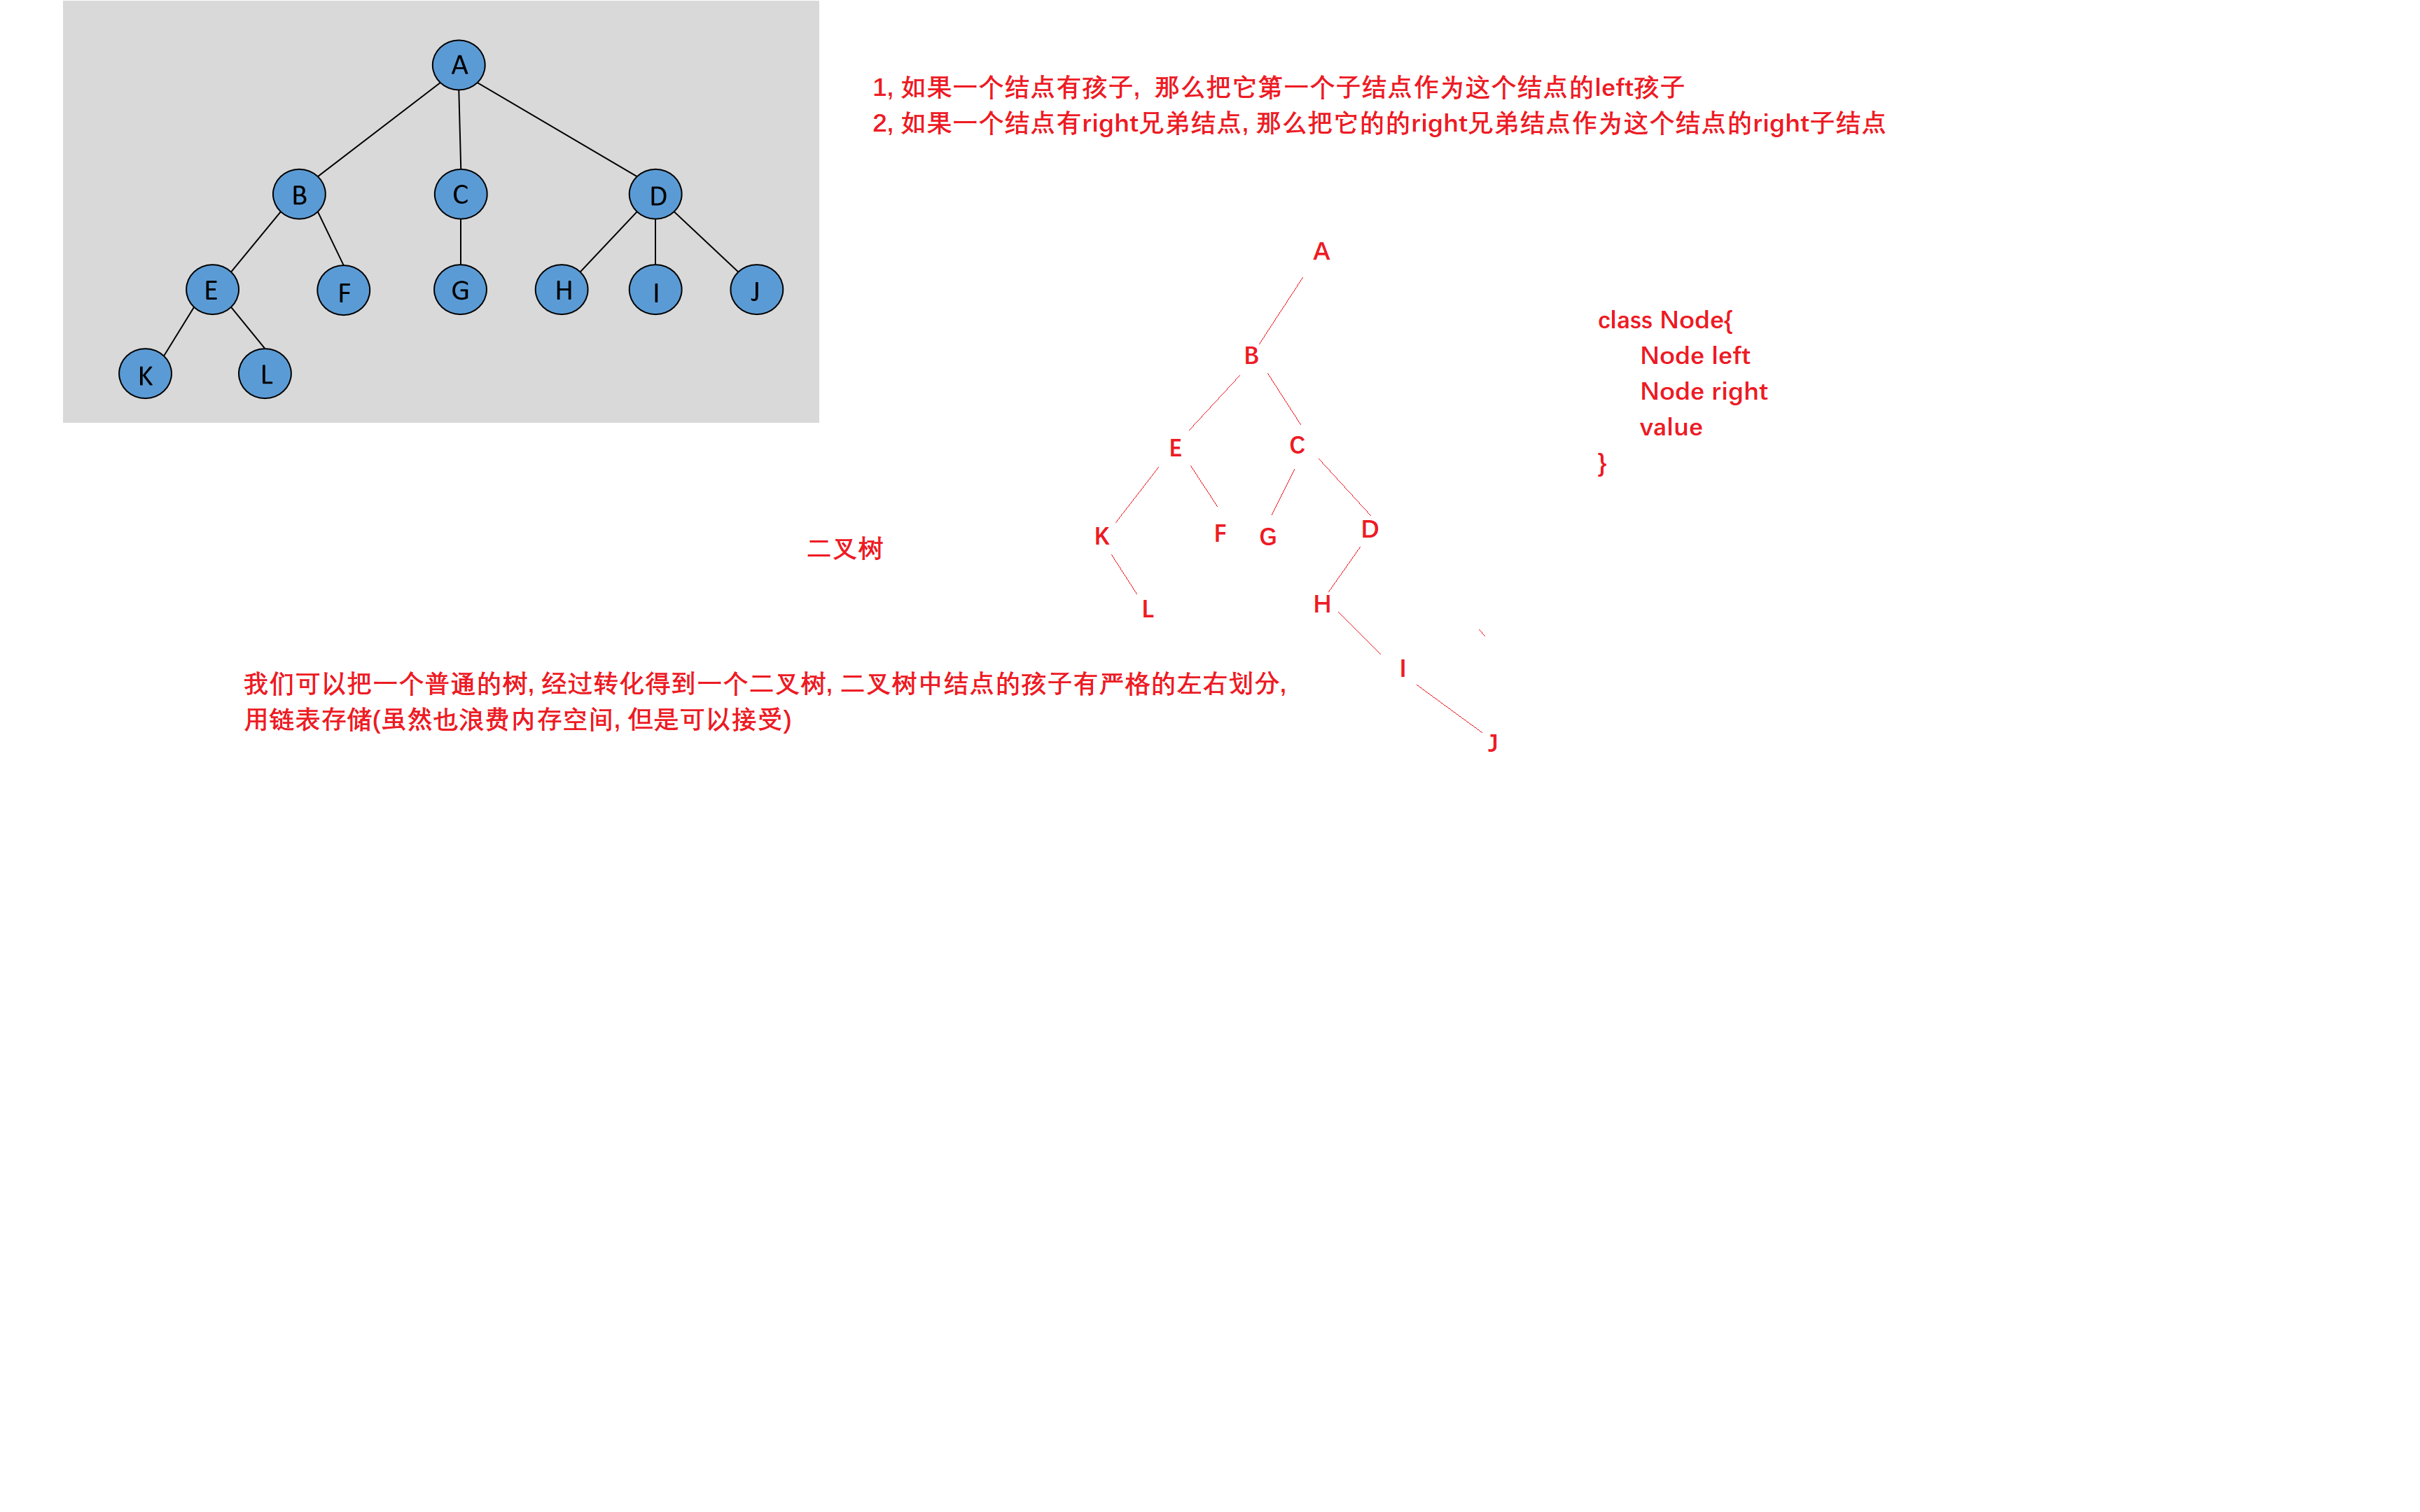 A
B
C
D
E
F
G
H
I
J
K
L
1, 如果一个结点有孩子, 那么把它第一个子结点作为这个结点的left孩子
2, 如果一个结点有right兄弟结点, 那么把它的的right兄弟结点作为这个结点的right子结点
A
B
E
C
K
F
G
D
L
H
I
J
class Node{
Node left
Node right
value
}
二叉树
我们可以把一个普通的树, 经过转化得到一个二叉树, 二叉树中结点的孩子有严格的左右划分,
用链表存储(虽然也浪费内存空间, 但是可以接受)